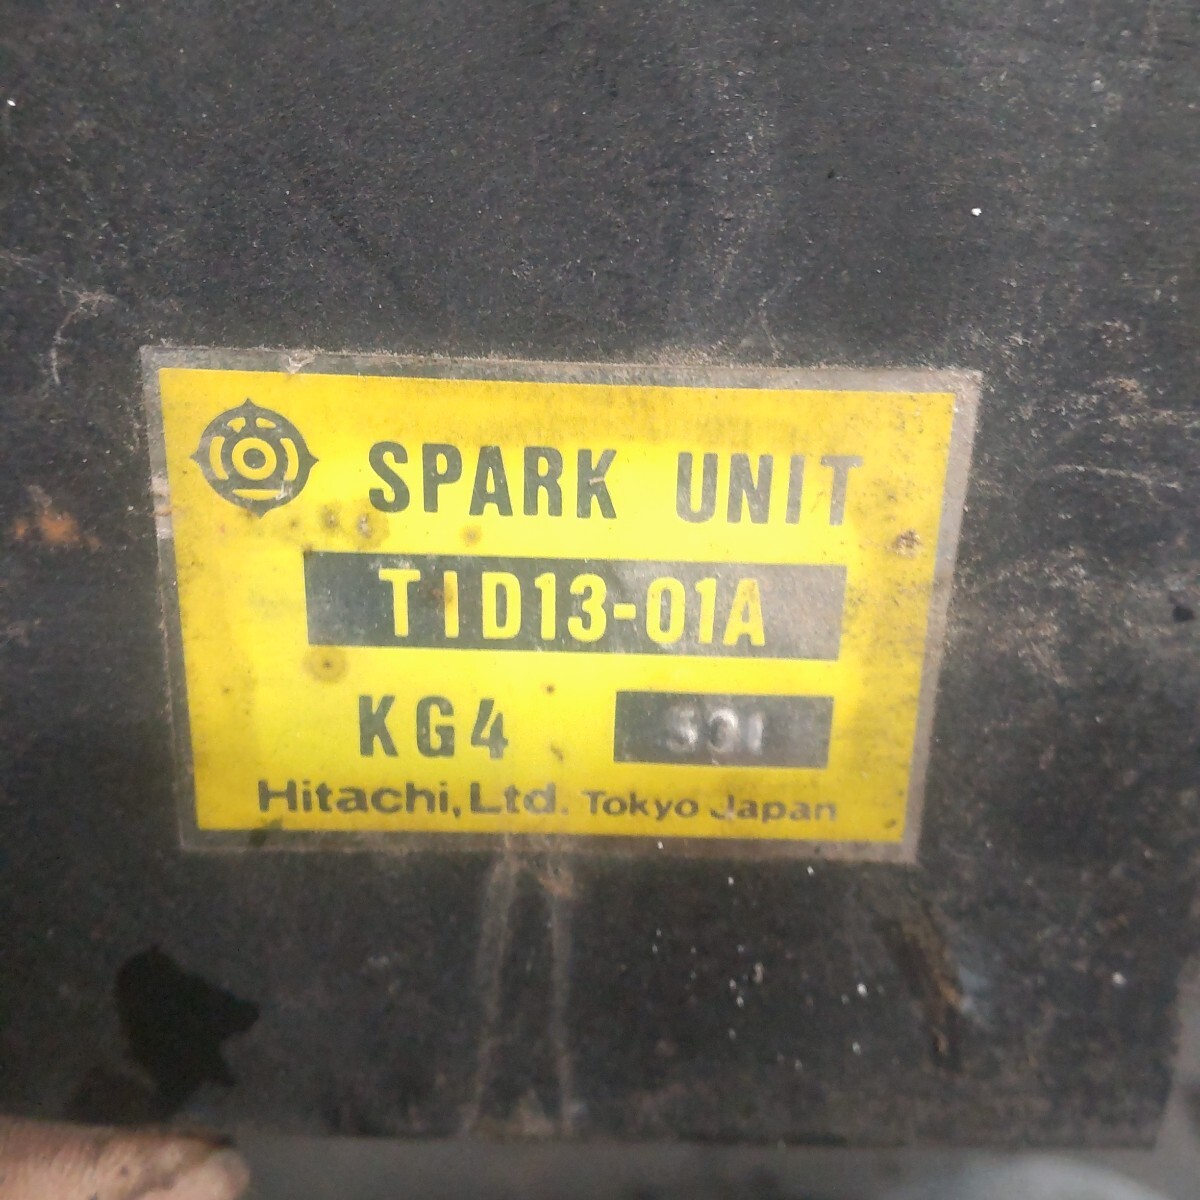 SPARK UNIT
TID13-01A
KG4
Hitachi, Ltd. Tokyo Japan